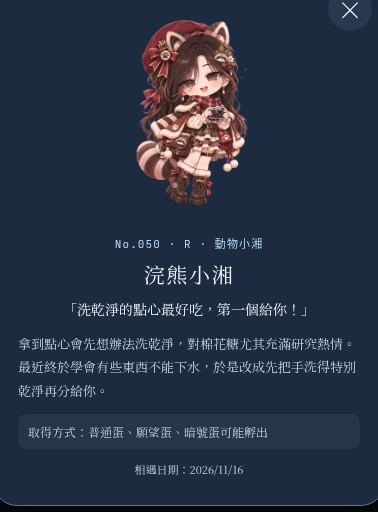 No.050 · R · 動物小湘
浣熊小湘
「洗乾淨的點心最好吃，第一個給你！」
拿到點心會先想辦法洗乾淨，對棉花糖尤其充滿研究熱情。
最近終於學會有些東西不能下水，於是改成先把手洗得特別
乾淨再分給你。
取得方式：普通蛋、願望蛋、暗號蛋可能孵出
相遇日期：2026/11/16